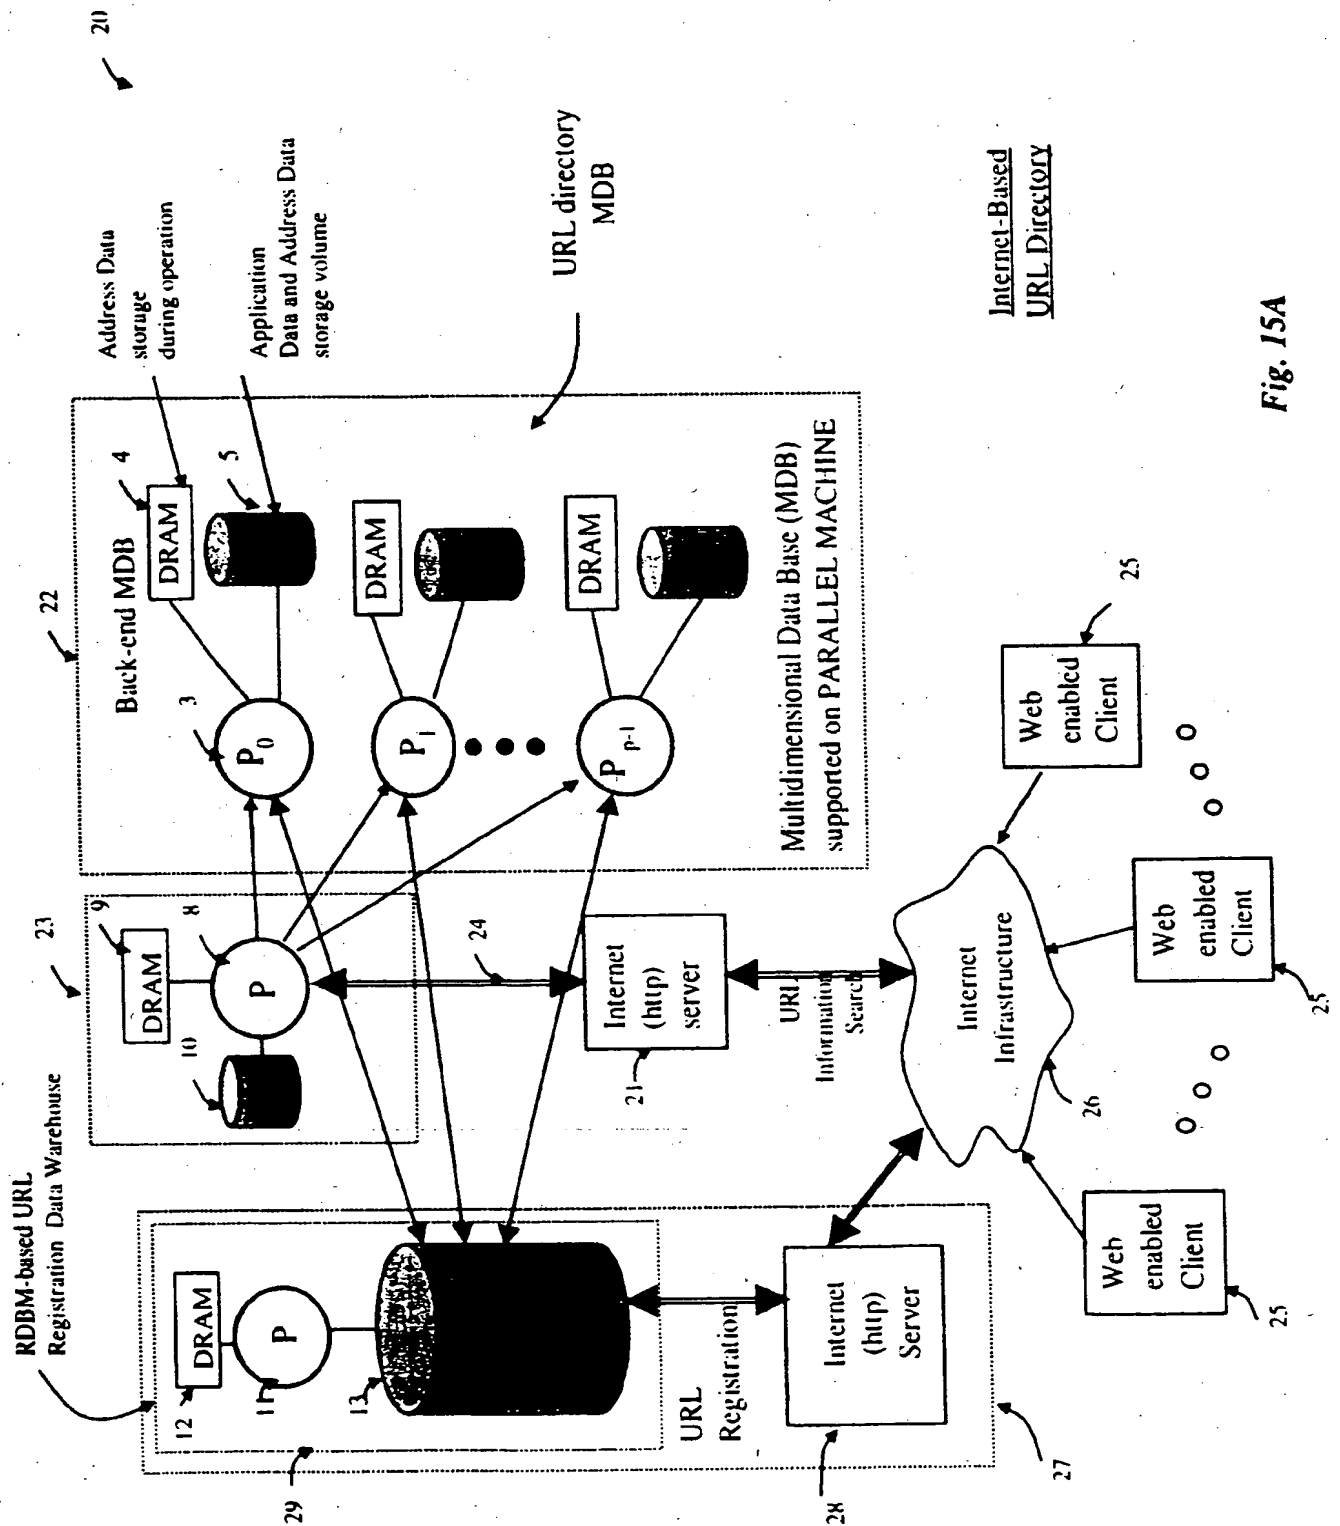 20
RDBM-based URL
Registration Data Warehouse
23
22
Address Data
storage
during operation
Application
Data and Address Data
storage volume
12
DRAM
11
P
13
29
URL
Registration
Internet
(http)
Server
28
27
9
DRAM
8
P
10
24
Internet
(http)
server
21
URL
Information
Search
Back-end MDB
4
DRAM
5
3
P0
DRAM
P1
DRAM
Pp-1
Multidimensional Data Base (MDB)
supported on PARALLEL MACHINE
URL directory
MDB
Internet
Infrastructure
26
Web
enabled
Client
25
Web
enabled
Client
25
Web
enabled
Client
25
Internet-Based
URL Directory
Fig. 15A